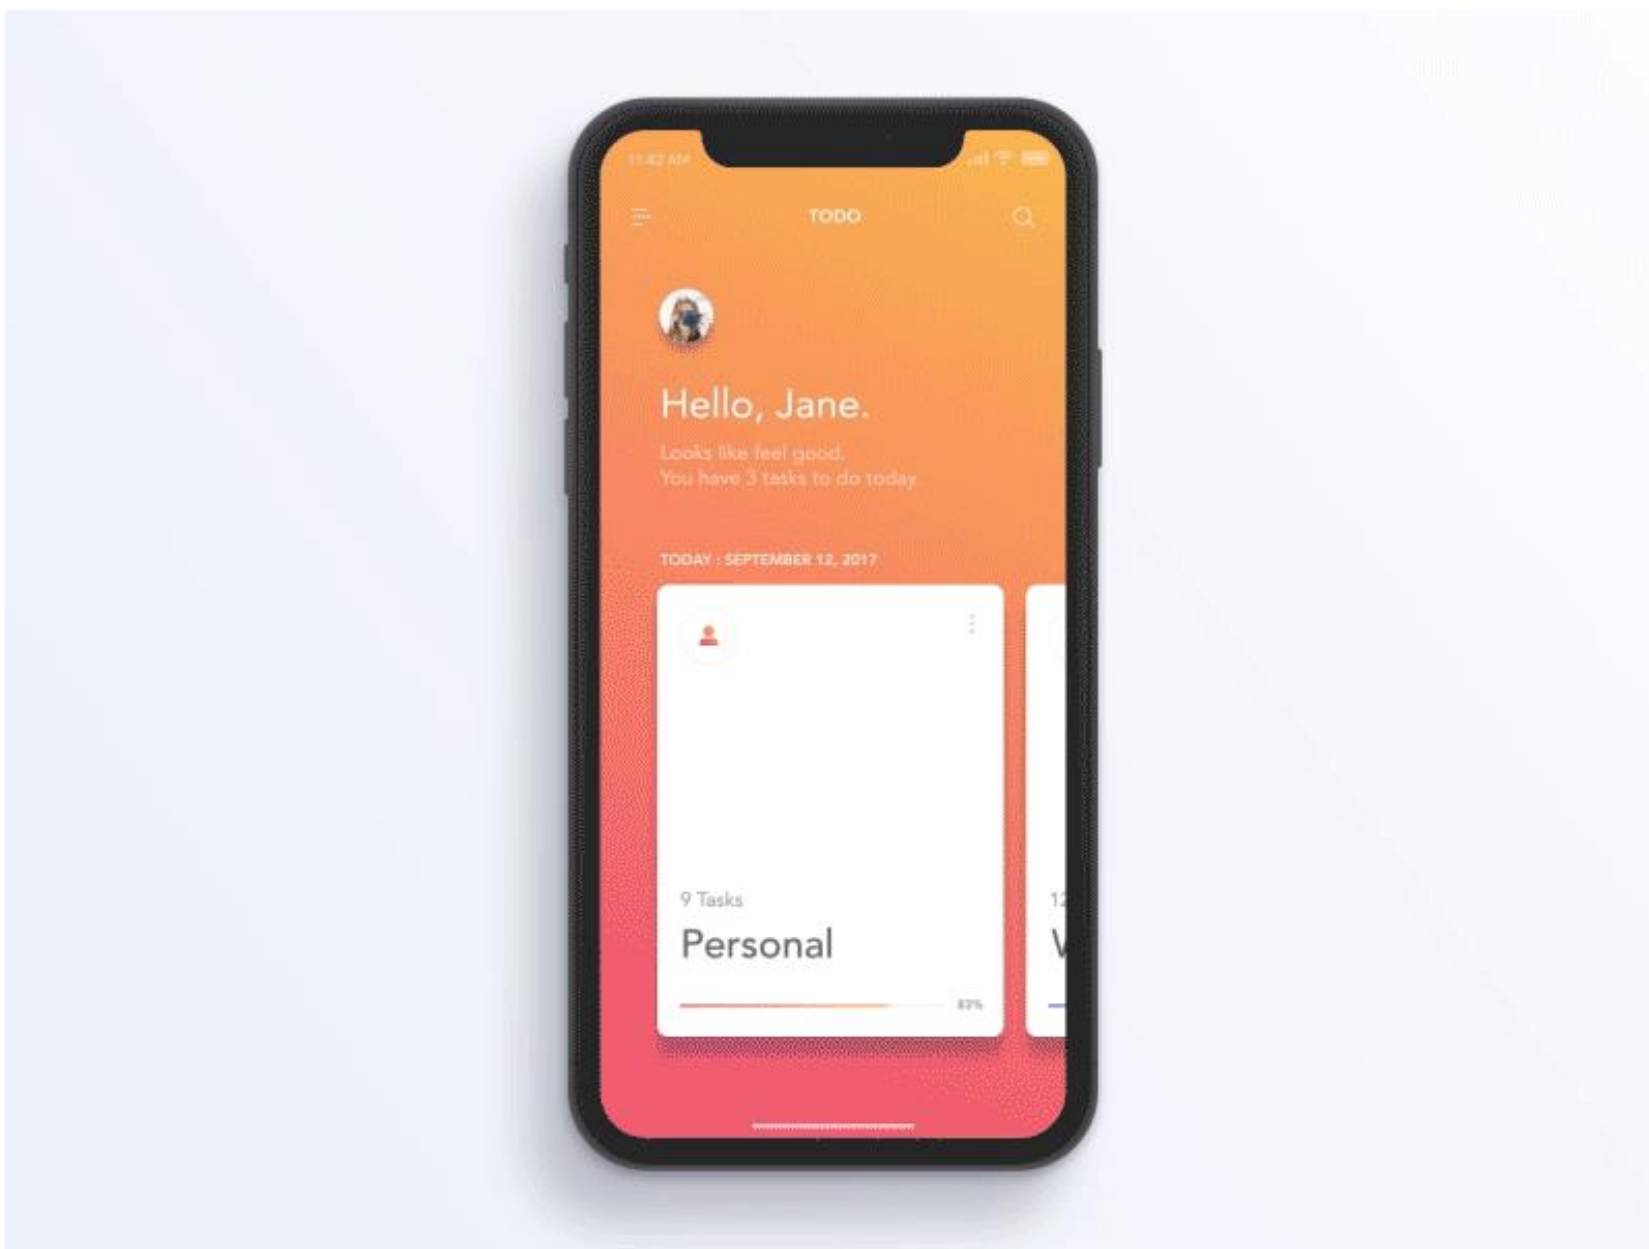 11:42 AM
TODO
Hello, Jane.
Looks like feel good.
You have 3 tasks to do today.
TODAY : SEPTEMBER 12, 2017
9 Tasks
12
Personal
83%